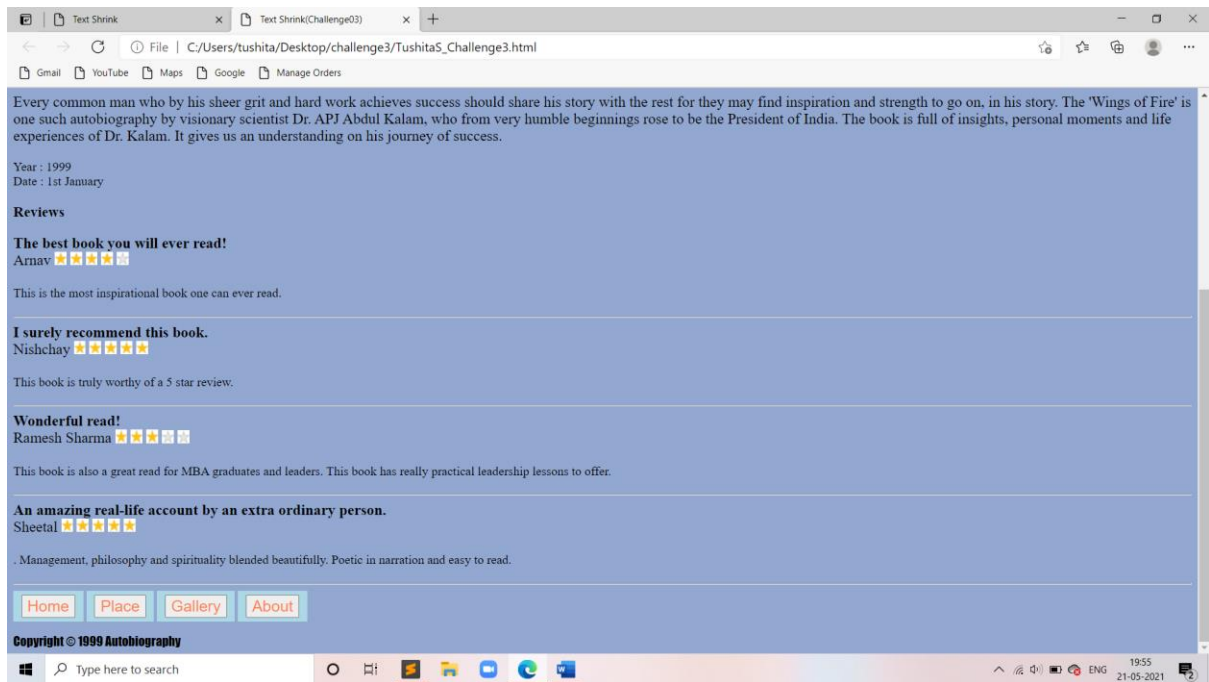 Text Shrink
Text Shrink(Challenge03)
File | C:/Users/tushita/Desktop/challenge3/TushitaS_Challenge3.html
Gmail YouTube Maps Google Manage Orders
Every common man who by his sheer grit and hard work achieves success should share his story with the rest for they may find inspiration and strength to go on, in his story. The 'Wings of Fire' is
one such autobiography by visionary scientist Dr. APJ Abdul Kalam, who from very humble beginnings rose to be the President of India. The book is full of insights, personal moments and life
experiences of Dr. Kalam. It gives us an understanding on his journey of success.
Year : 1999
Date : 1st January
Reviews
The best book you will ever read!
Arnav
This is the most inspirational book one can ever read.
I surely recommend this book.
Nishchay
This book is truly worthy of a 5 star review.
Wonderful read!
Ramesh Sharma
This book is also a great read for MBA graduates and leaders. This book has really practical leadership lessons to offer.
An amazing real-life account by an extra ordinary person.
Sheetal
. Management, philosophy and spirituality blended beautifully. Poetic in narration and easy to read.
Home Place Gallery About
Copyright © 1999 Autobiography
Type here to search
ENG
19:55
21-05-2021
2